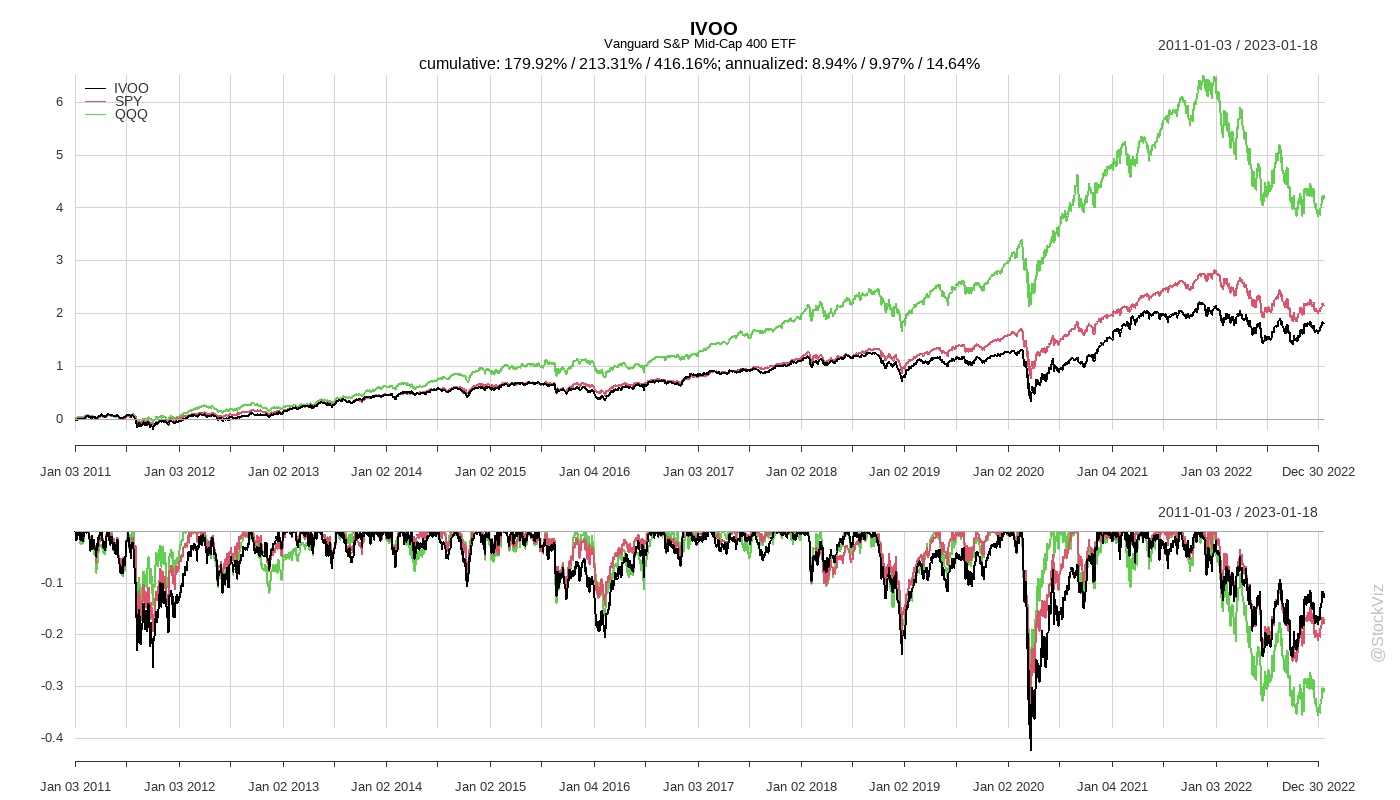 IVOO
Vanguard S&P Mid-Cap 400 ETF
2011-01-03 / 2023-01-18
cumulative: 179.92% / 213.31% / 416.16%; annualized: 8.94% / 9.97% / 14.64%
IVOO
SPY
QQQ
6
5
4
3
2
1
0
Jan 03 2011 Jan 03 2012 Jan 02 2013 Jan 02 2014 Jan 02 2015 Jan 04 2016 Jan 03 2017 Jan 02 2018 Jan 02 2019 Jan 02 2020 Jan 04 2021 Jan 03 2022 Dec 30 2022
2011-01-03 / 2023-01-18
-0.1
-0.2
-0.3
-0.4
Jan 03 2011 Jan 03 2012 Jan 02 2013 Jan 02 2014 Jan 02 2015 Jan 04 2016 Jan 03 2017 Jan 02 2018 Jan 02 2019 Jan 02 2020 Jan 04 2021 Jan 03 2022 Dec 30 2022
@StockViz